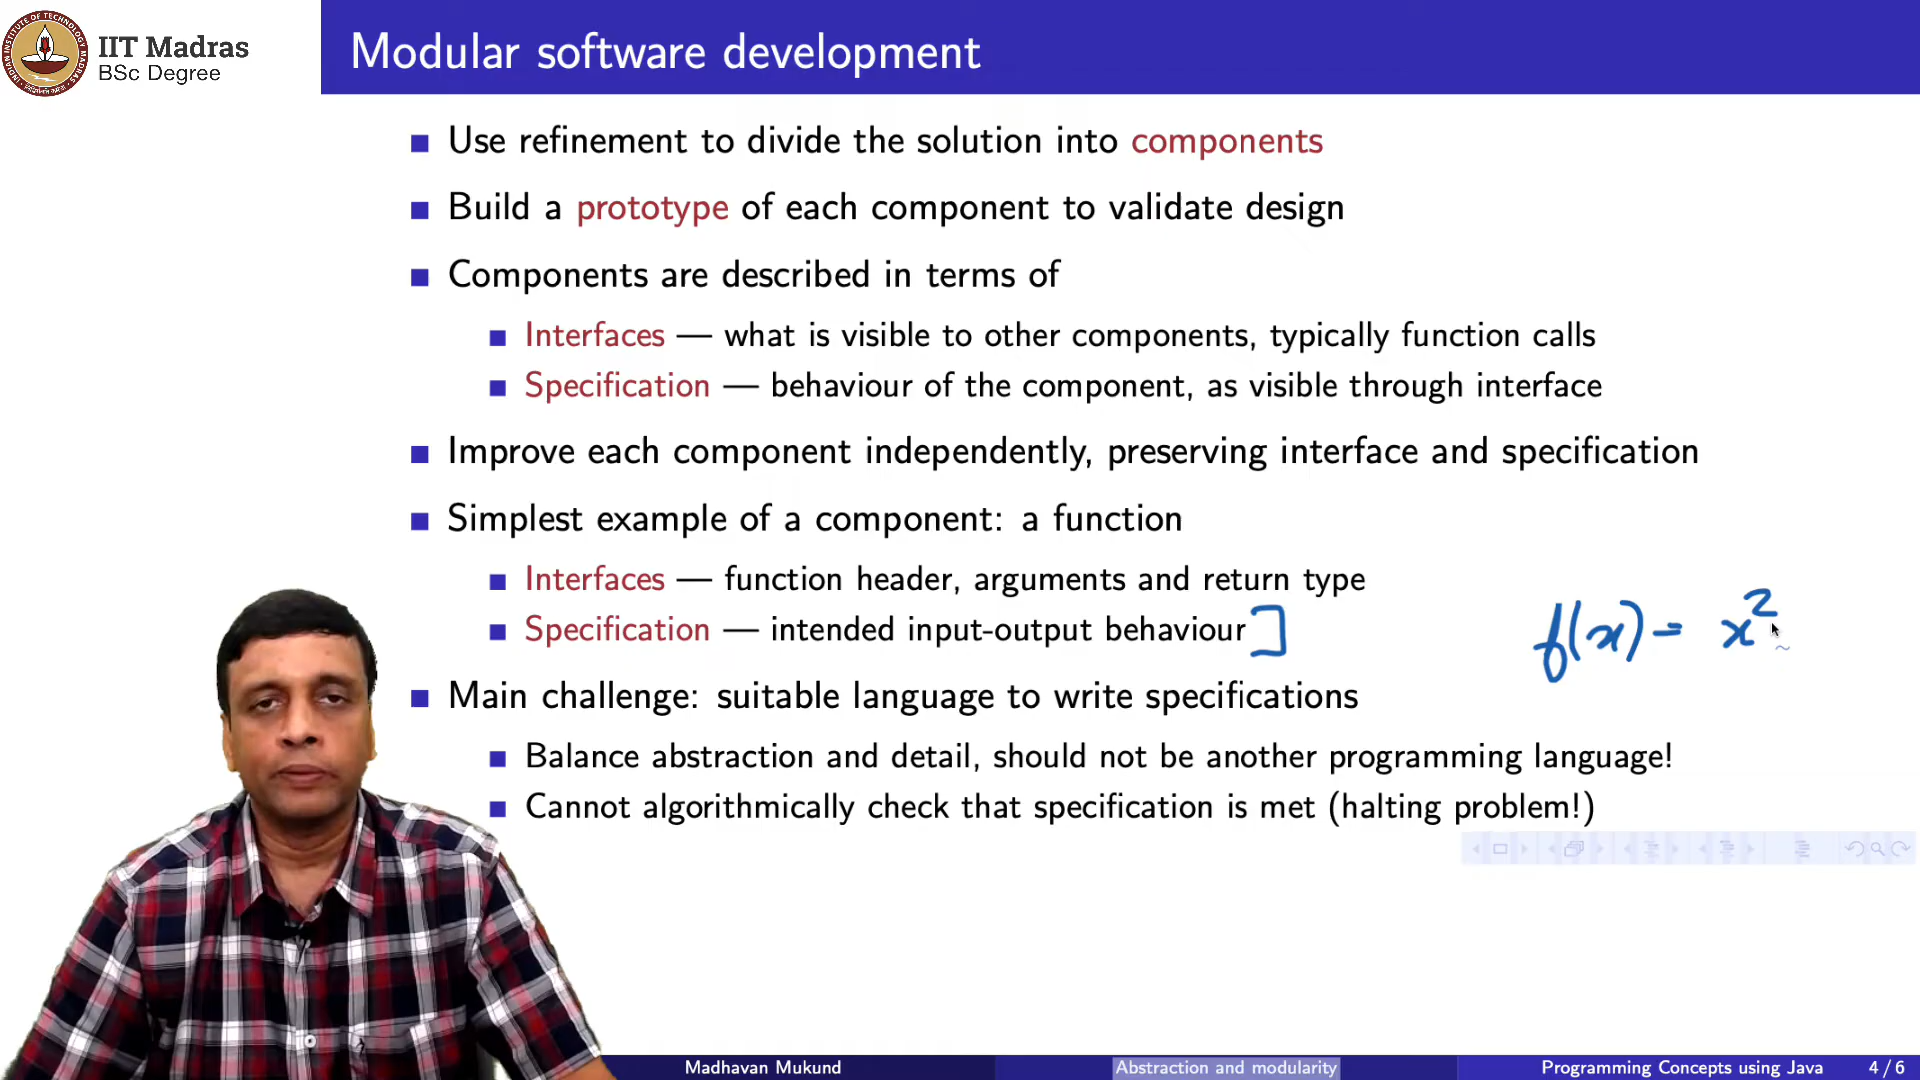 IIT Madras
BSc Degree
Modular software development
Use refinement to divide the solution into components
Build a prototype of each component to validate design
Components are described in terms of
Interfaces — what is visible to other components, typically function calls
Specification — behaviour of the component, as visible through interface
Improve each component independently, preserving interface and specification
Simplest example of a component: a function
Interfaces — function header, arguments and return type
Specification — intended input-output behaviour ]
f(x) = x²
Main challenge: suitable language to write specifications
Balance abstraction and detail, should not be another programming language!
Cannot algorithmically check that specification is met (halting problem!)
Madhavan Mukund
Abstraction and modularity
Programming Concepts using Java
4 / 6